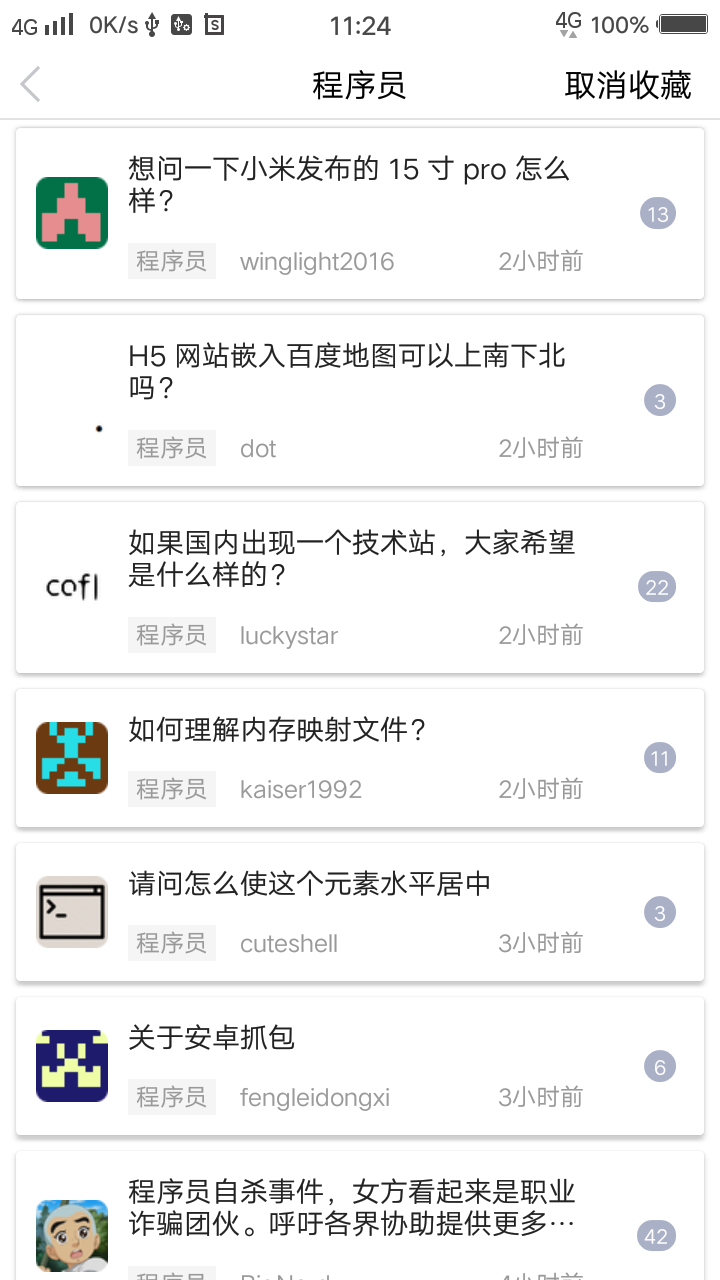 4G 0K/s 11:24 4G 100%
程序员 取消收藏
想问一下小米发布的 15 寸 pro 怎么
样？
13
程序员 winglight2016 2小时前
H5 网站嵌入百度地图可以上南下北
吗？
3
程序员 dot 2小时前
如果国内出现一个技术站，大家希望
是什么样的？
cofl
22
程序员 luckystar 2小时前
如何理解内存映射文件？
11
程序员 kaiser1992 2小时前
请问怎么使这个元素水平居中
3
程序员 cuteshell 3小时前
关于安卓抓包
6
程序员 fengleidongxi 3小时前
程序员自杀事件，女方看起来是职业
诈骗团伙。呼吁各界协助提供更多…
42
程序员 4小时前